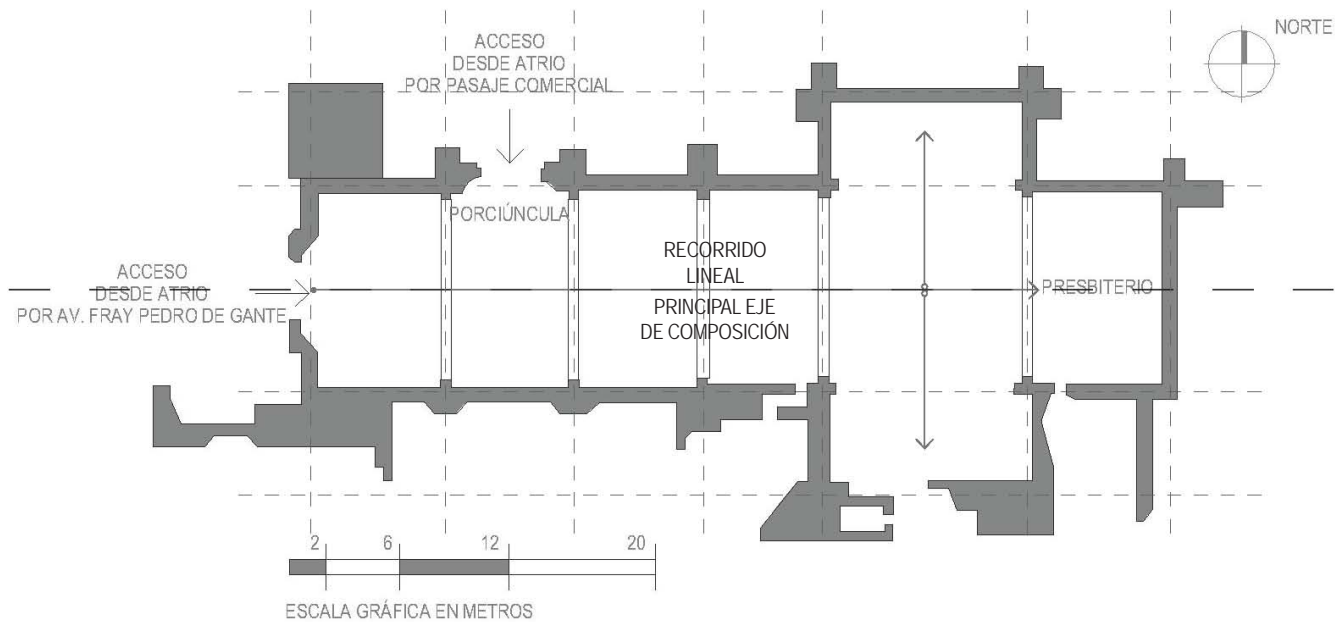 NORTE
ACCESO
DESDE ATRIO
POR PASAJE COMERCIAL
PORCIÚNCULA
RECORRIDO
LINEAL
PRINCIPAL EJE
DE COMPOSICIÓN
ACCESO
DESDE ATRIO
POR AV. FRAY PEDRO DE GANTE
PRESBITERIO
2 6 12 20
ESCALA GRÁFICA EN METROS